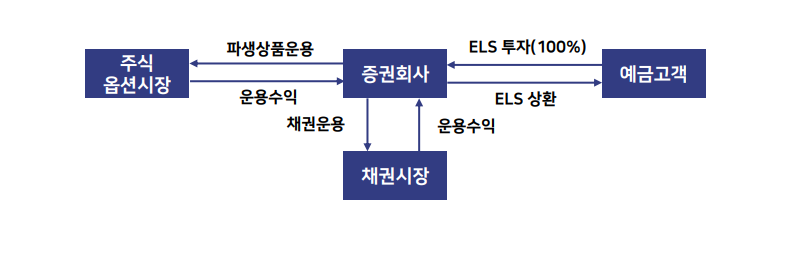 파생상품운용
ELS 투자(100%)
주식
옵션시장
증권회사
예금고객
운용수익
ELS 상환
채권운용
운용수익
채권시장